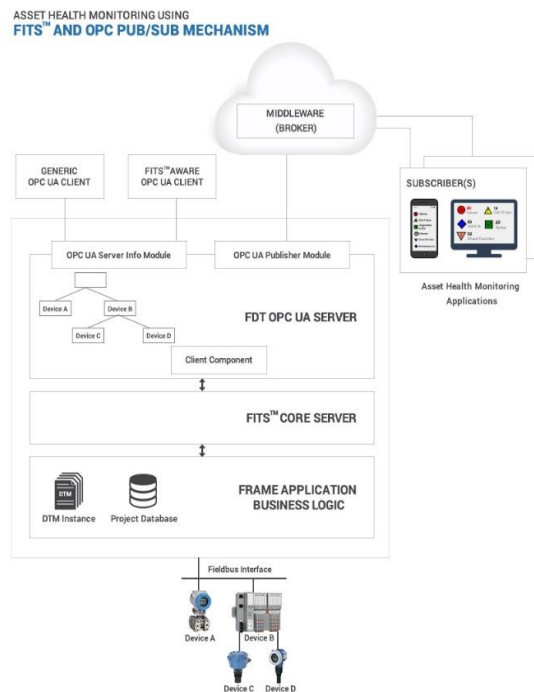 ASSET HEALTH MONITORING USING
FITS™ AND OPC PUB/SUB MECHANISM
MIDDLEWARE
(BROKER)
GENERIC
OPC UA CLIENT
FITS™AWARE
OPC UA CLIENT
SUBSCRIBER(S)
Asset Health Monitoring
Applications
OPC UA Server Info Module
OPC UA Publisher Module
Device A
Device B
Device C
Device D
FDT OPC UA SERVER
Client Component
FITS™ CORE SERVER
FRAME APPLICATION
BUSINESS LOGIC
DTM
DTM Instance
Project Database
Fieldbus Interface
Device A
Device B
Device C
Device D